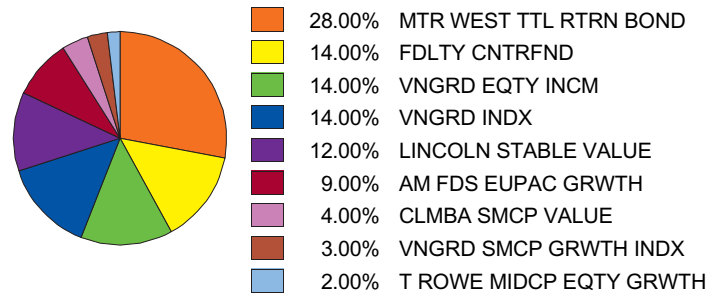 28.00% MTR WEST TTL RTRN BOND
14.00% FDLTY CNTRFND
14.00% VNGRD EQTY INCM
14.00% VNGRD INDX
12.00% LINCOLN STABLE VALUE
9.00% AM FDS EUPAC GRWTH
4.00% CLMBA SMCP VALUE
3.00% VNGRD SMCP GRWTH INDX
2.00% T ROWE MIDCP EQTY GRWTH